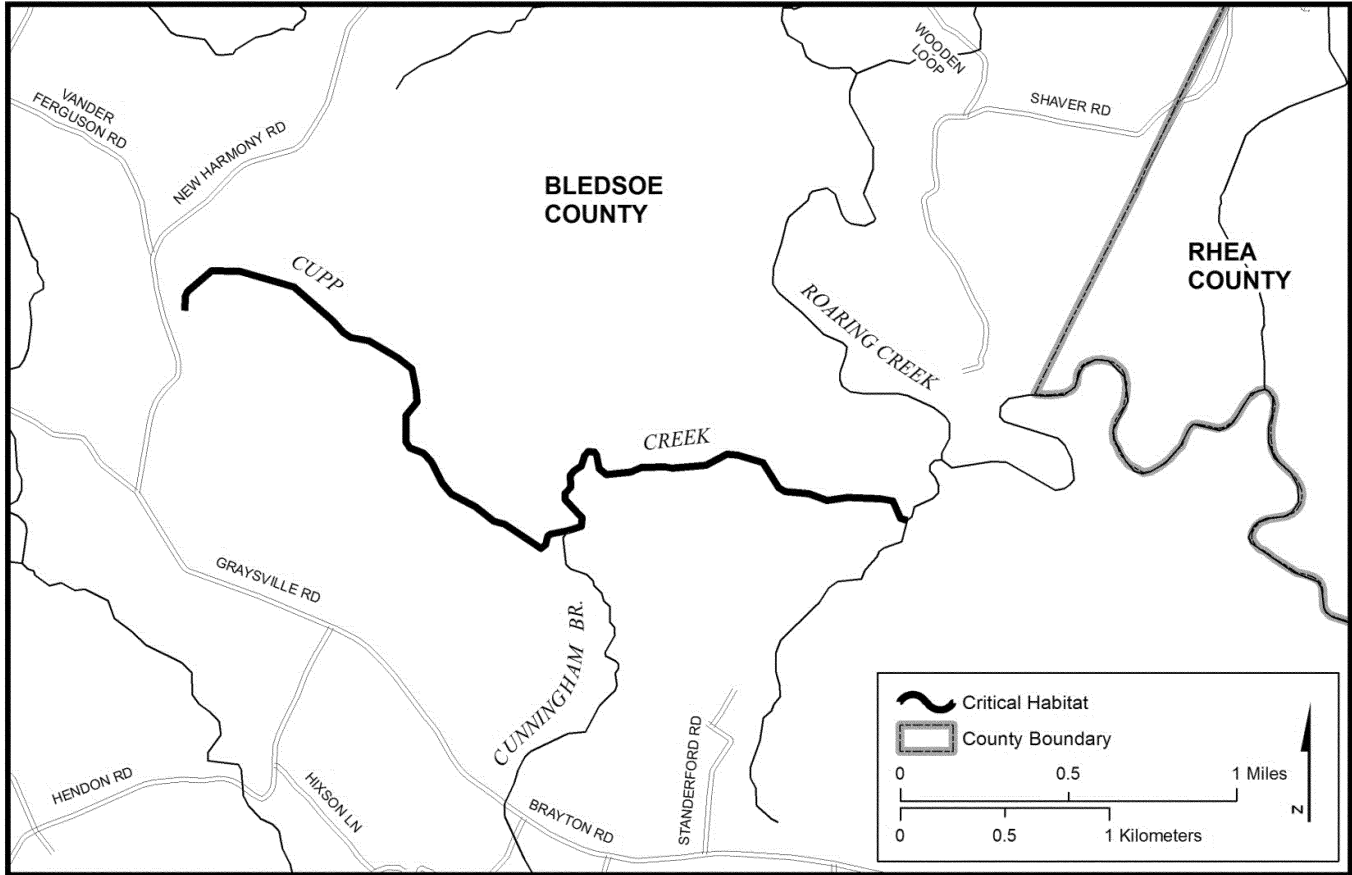 WOODEN
LOOP
VANDER
FERGUSON RD
SHAVER RD
NEW HARMONY RD
BLEDSOE
COUNTY
RHEA
COUNTY
CUPP
ROARING CREEK
CREEK
GRAYSVILLE RD
CUNNINGHAM BR.
STANDERFORD RD
HENDON RD
HIXSON LN
BRAYTON RD
Critical Habitat
County Boundary
0 0.5 1 Miles
0 0.5 1 Kilometers
N